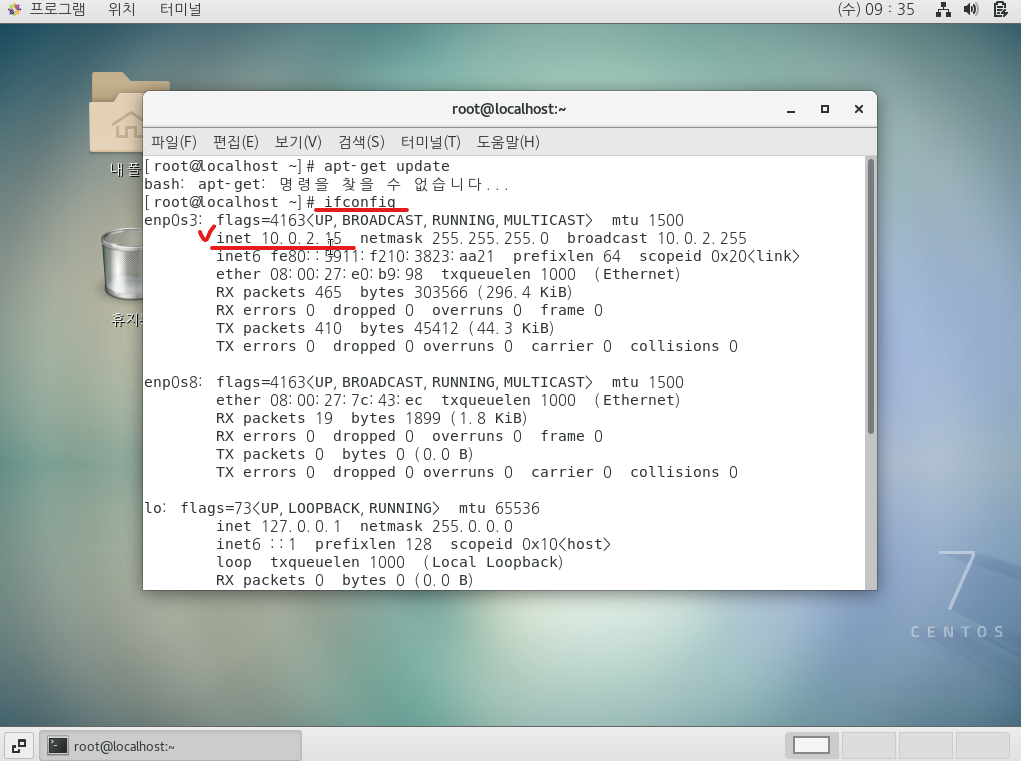 프로그램 위치 터미널 (수) 09 : 35
root@localhost:~
파일(F) 편집(E) 보기(V) 검색(S) 터미널(T) 도움말(H)
[root@localhost ~]# apt-get update
bash: apt-get: 명령을 찾을 수 없습니다...
[root@localhost ~]# ifconfig
enp0s3: flags=4163<UP,BROADCAST,RUNNING,MULTICAST> mtu 1500
inet 10.0.2.15 netmask 255.255.255.0 broadcast 10.0.2.255
inet6 fe80::5911:f210:3823:aa21 prefixlen 64 scopeid 0x20<link>
ether 08:00:27:e0:b9:98 txqueuelen 1000 (Ethernet)
RX packets 465 bytes 303566 (296.4 KiB)
RX errors 0 dropped 0 overruns 0 frame 0
TX packets 410 bytes 45412 (44.3 KiB)
TX errors 0 dropped 0 overruns 0 carrier 0 collisions 0
enp0s8: flags=4163<UP,BROADCAST,RUNNING,MULTICAST> mtu 1500
ether 08:00:27:7c:43:ec txqueuelen 1000 (Ethernet)
RX packets 19 bytes 1899 (1.8 KiB)
RX errors 0 dropped 0 overruns 0 frame 0
TX packets 0 bytes 0 (0.0 B)
TX errors 0 dropped 0 overruns 0 carrier 0 collisions 0
lo: flags=73<UP,LOOPBACK,RUNNING> mtu 65536
inet 127.0.0.1 netmask 255.0.0.0
inet6 ::1 prefixlen 128 scopeid 0x10<host>
loop txqueuelen 1000 (Local Loopback)
RX packets 0 bytes 0 (0.0 B)
내
휴지
7
CENTOS
root@localhost:~